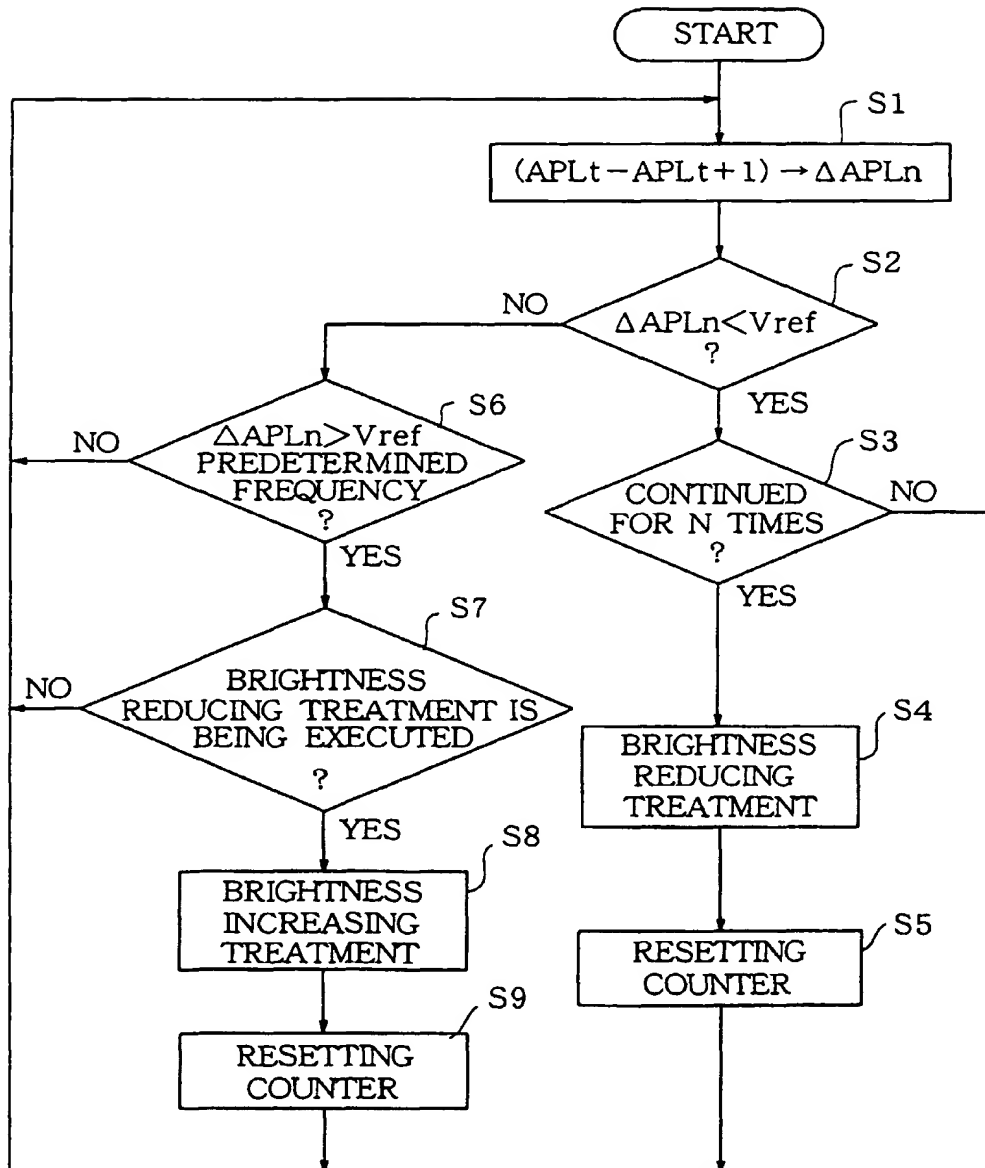 START
S1
(APLt－APLt+1)→ΔAPLn
S2
NO
ΔAPLn<Vref
?
YES
S6
NO
ΔAPLn>Vref
PREDETERMINED
FREQUENCY
?
YES
S3
CONTINUED
FOR N TIMES
?
NO
YES
S7
NO
BRIGHTNESS
REDUCING TREATMENT IS
BEING EXECUTED
?
YES
S4
BRIGHTNESS
REDUCING
TREATMENT
S8
BRIGHTNESS
INCREASING
TREATMENT
S5
RESETTING
COUNTER
S9
RESETTING
COUNTER